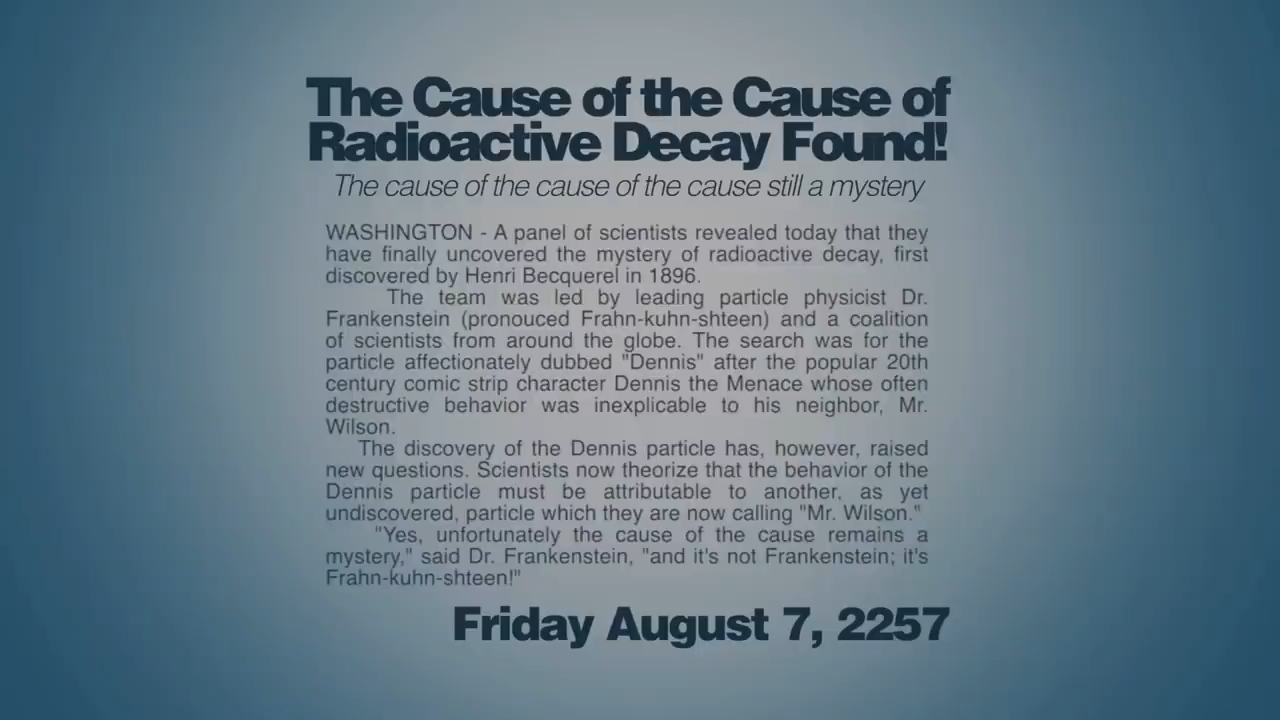 The Cause of the Cause of
Radioactive Decay Found!
The cause of the cause of the cause still a mystery
WASHINGTON - A panel of scientists revealed today that they
have finally uncovered the mystery of radioactive decay, first
discovered by Henri Becquerel in 1896.
The team was led by leading particle physicist Dr.
Frankenstein (pronouced Frahn-kuhn-shteen) and a coalition
of scientists from around the globe. The search was for the
particle affectionately dubbed "Dennis" after the popular 20th
century comic strip character Dennis the Menace whose often
destructive behavior was inexplicable to his neighbor, Mr.
Wilson.
The discovery of the Dennis particle has, however, raised
new questions. Scientists now theorize that the behavior of the
Dennis particle must be attributable to another, as yet
undiscovered, particle which they are now calling "Mr. Wilson."
"Yes, unfortunately the cause of the cause remains a
mystery," said Dr. Frankenstein, "and it's not Frankenstein; it's
Frahn-kuhn-shteen!"
Friday August 7, 2257